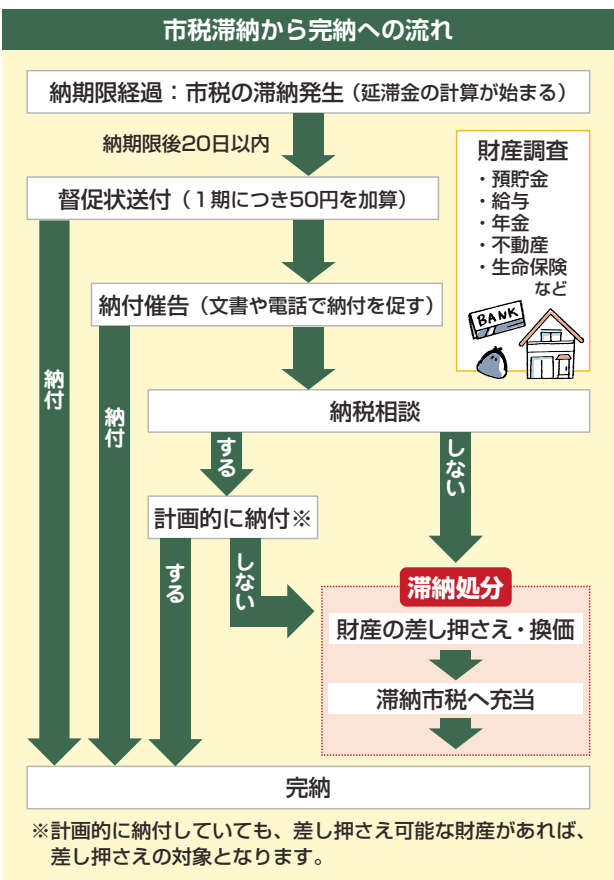 市税滞納から完納への流れ
納期限経過：市税の滞納発生（延滞金の計算が始まる）
納期限後20日以内
督促状送付（１期につき50円を加算）
財産調査
・預貯金
・給与
・年金
・不動産
・生命保険
など
BANK
納付催告（文書や電話で納付を促す）
納付
納付
納税相談
する
しない
計画的に納付※
する
しない
滞納処分
財産の差し押さえ・換価
滞納市税へ充当
完納
※計画的に納付していても、差し押さえ可能な財産があれば、
差し押さえの対象となります。